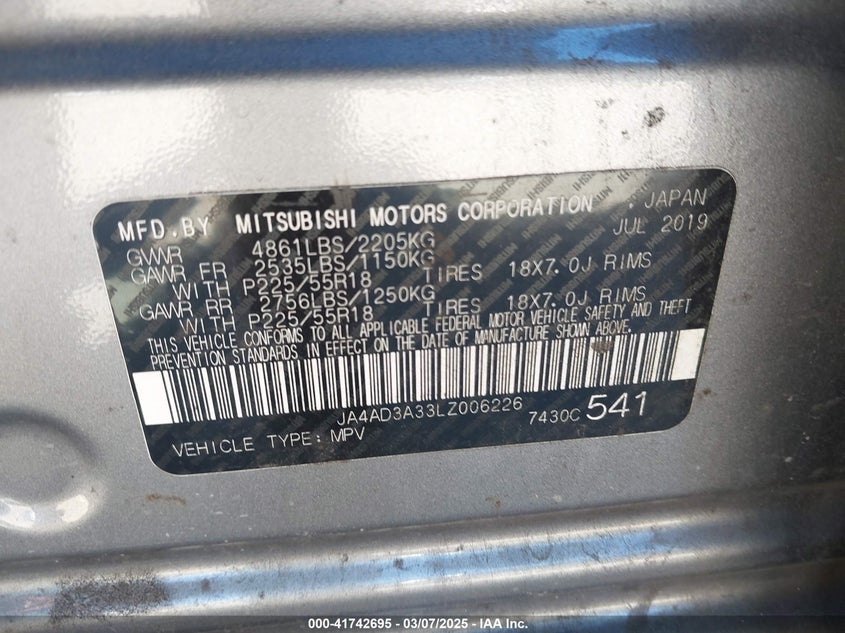 MFD.BY MITSUBISHI MOTORS CORPORATION . JAPAN
JUL 2019
GVWR 4861LBS/2205KG
GAWR FR 2535LBS/1150KG
WITH P225/55R18 TIRES 18X7.0J RIMS
GAWR RR 2756LBS/1250KG
WITH P225/55R18 TIRES 18X7.0J RIMS
THIS VEHICLE CONFORMS TO ALL APPLICABLE FEDERAL MOTOR VEHICLE SAFETY AND THEFT
PREVENTION STANDARDS IN EFFECT ON THE DATE OF MANUFACTURE SHOWN ABOVE.
JA4AD3A33LZ006226 7430C 541
VEHICLE TYPE: MPV
000-41742695 - 03/07/2025 - IAA Inc.